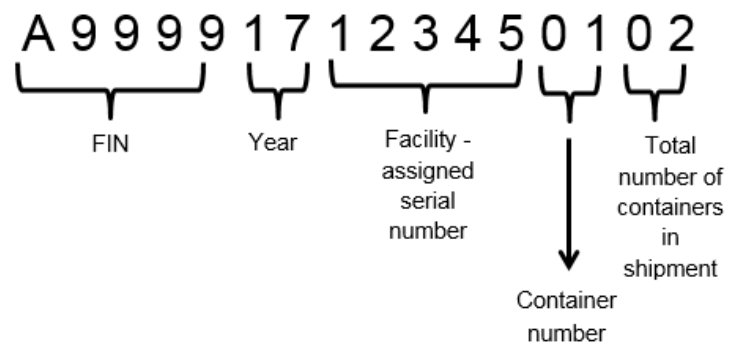 A 9 9 9 9 1 7 1 2 3 4 5 0 1 0 2
FIN
Year
Facility -
assigned
serial
number
Total
number of
containers
in
shipment
Container
number